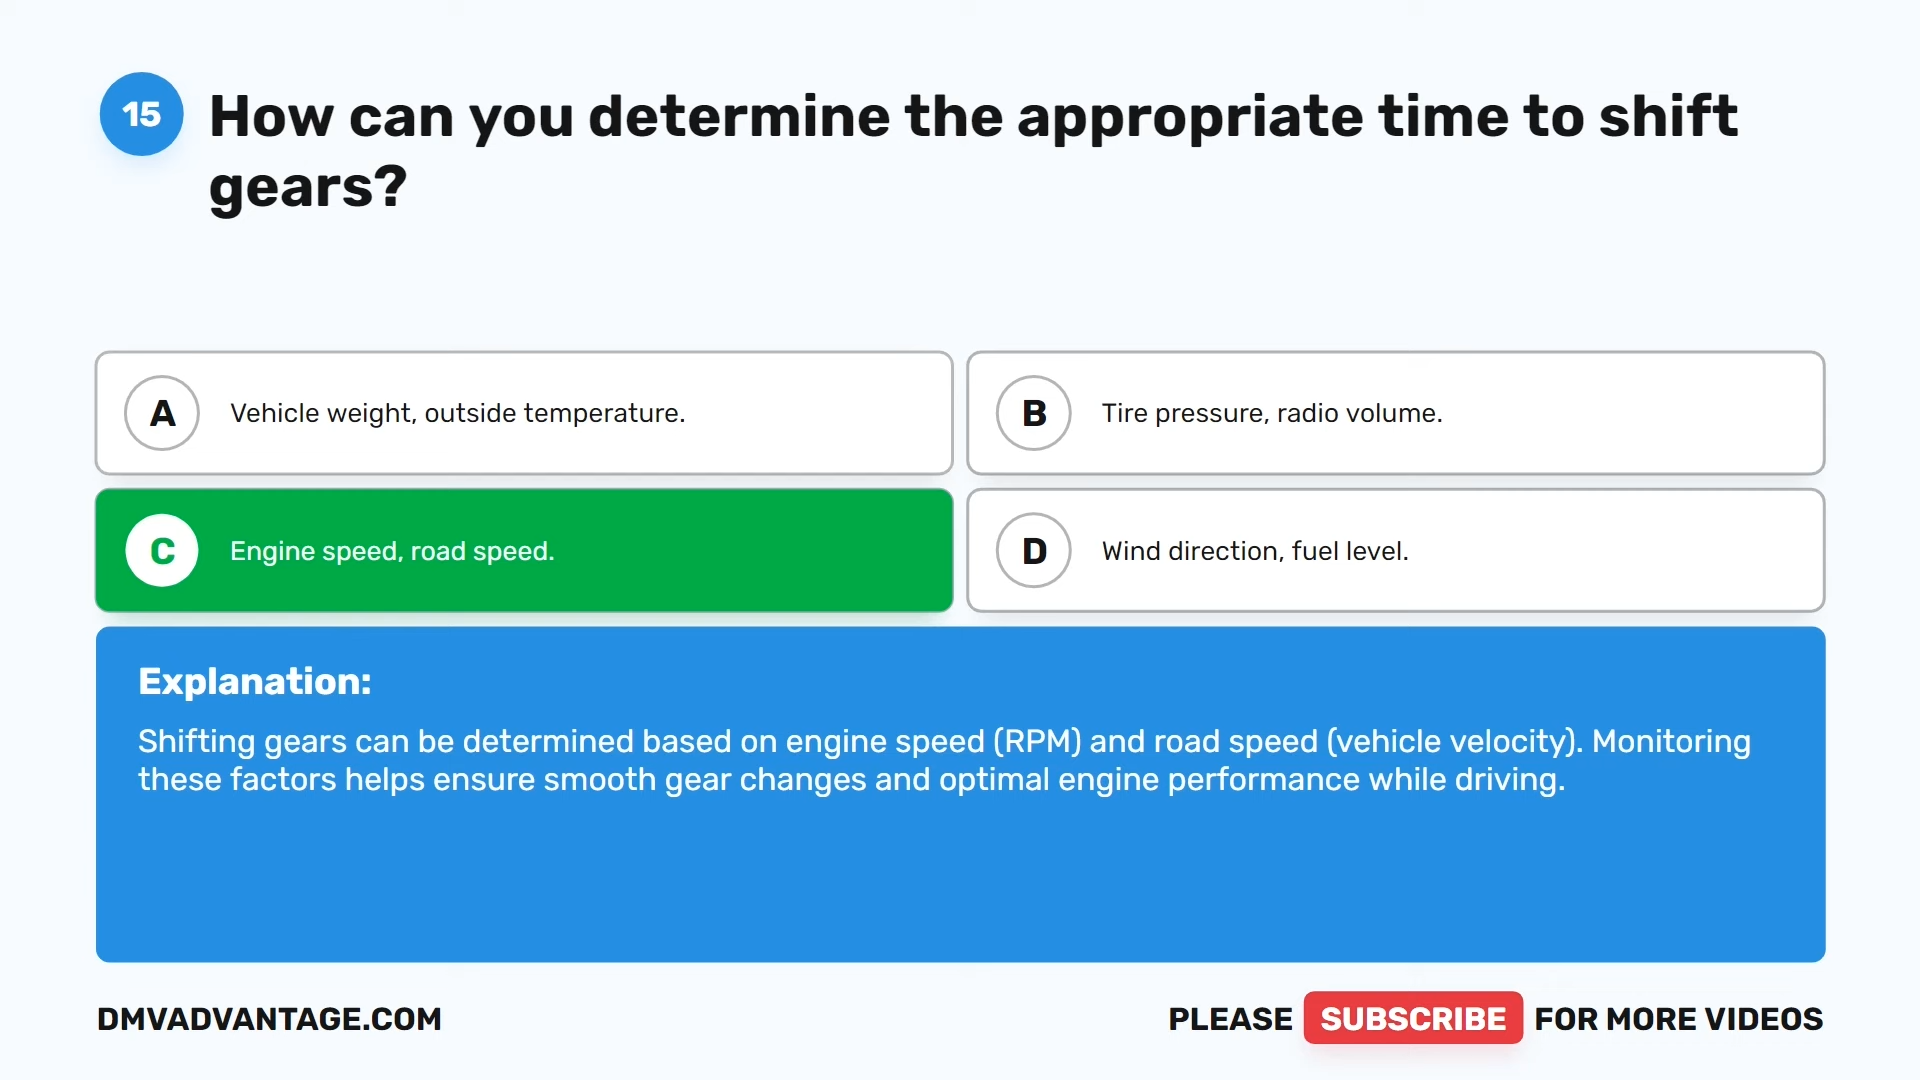 15
How can you determine the appropriate time to shift
gears?
A
Vehicle weight, outside temperature.
B
Tire pressure, radio volume.
C
Engine speed, road speed.
D
Wind direction, fuel level.
Explanation:
Shifting gears can be determined based on engine speed (RPM) and road speed (vehicle velocity). Monitoring
these factors helps ensure smooth gear changes and optimal engine performance while driving.
DMVADVANTAGE.COM
PLEASE SUBSCRIBE FOR MORE VIDEOS